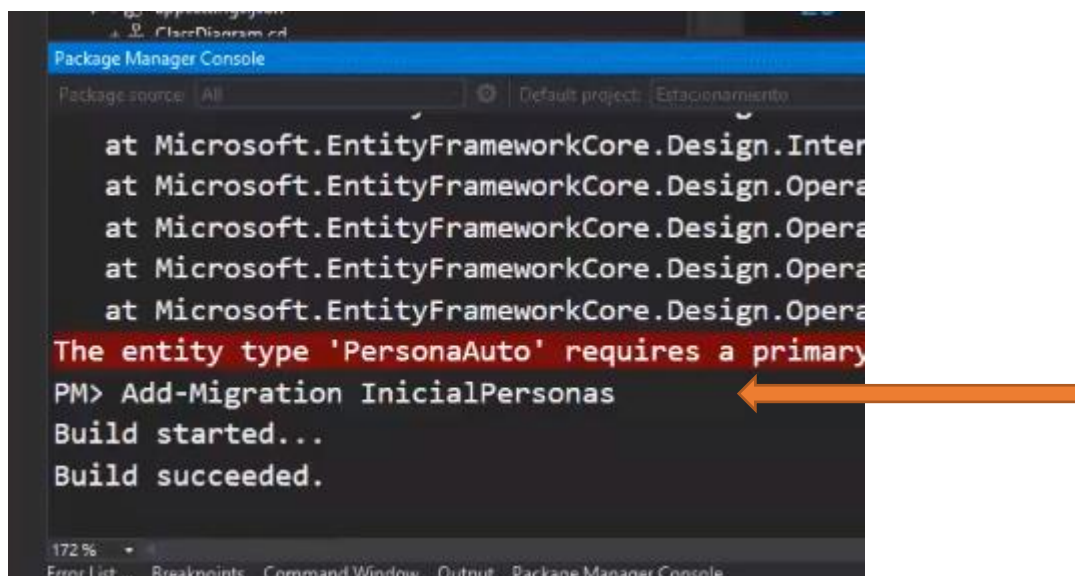 ClassDiagram.cd
Package Manager Console
Package source: All Default project: Estacionamiento
at Microsoft.EntityFrameworkCore.Design.Inter
at Microsoft.EntityFrameworkCore.Design.Opera
at Microsoft.EntityFrameworkCore.Design.Opera
at Microsoft.EntityFrameworkCore.Design.Opera
at Microsoft.EntityFrameworkCore.Design.Opera
The entity type 'PersonaAuto' requires a primary
PM> Add-Migration InicialPersonas
Build started...
Build succeeded.
172 %
Error List ... Breakpoints Command Window Output Package Manager Console